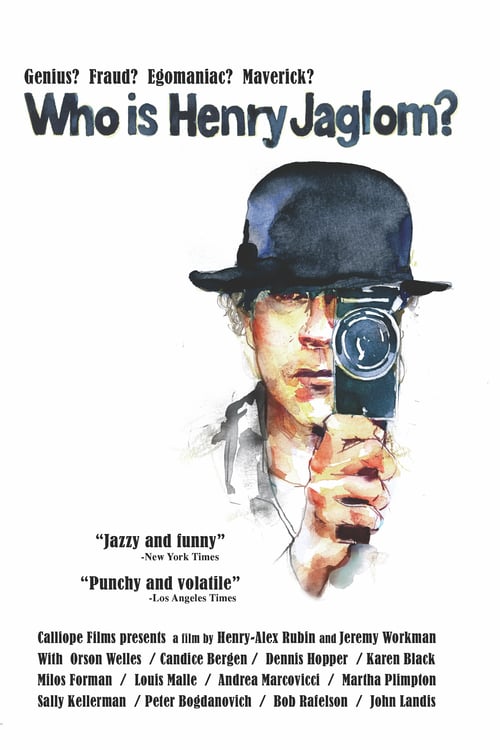 Genius? Fraud? Egomaniac? Maverick?
Who is Henry Jaglom?
“Jazzy and funny”
-New York Times
“Punchy and volatile”
-Los Angeles Times
Calliope Films presents a film by Henry-Alex Rubin and Jeremy Workman
With Orson Welles / Candice Bergen / Dennis Hopper / Karen Black
Milos Forman / Louis Malle / Andrea Marcovicci / Martha Plimpton
Sally Kellerman / Peter Bogdanovich / Bob Rafelson / John Landis